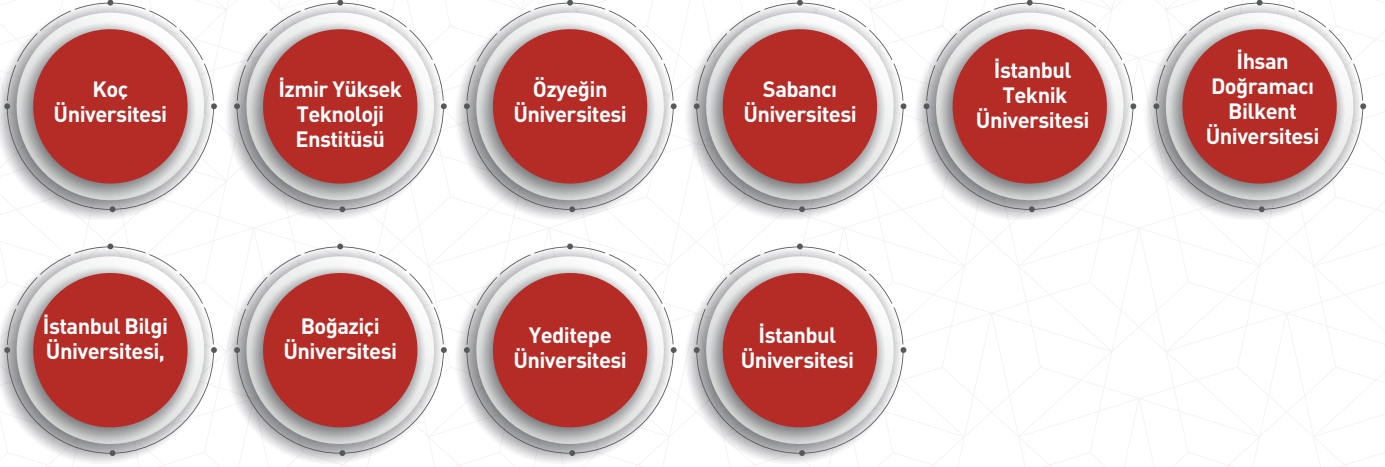 Koç
Üniversitesi
İzmir Yüksek
Teknoloji
Enstitüsü
Özyeğin
Üniversitesi
Sabancı
Üniversitesi
İstanbul
Teknik
Üniversitesi
İhsan
Doğramacı
Bilkent
Üniversitesi
İstanbul Bilgi
Üniversitesi,
Boğaziçi
Üniversitesi
Yeditepe
Üniversitesi
İstanbul
Üniversitesi